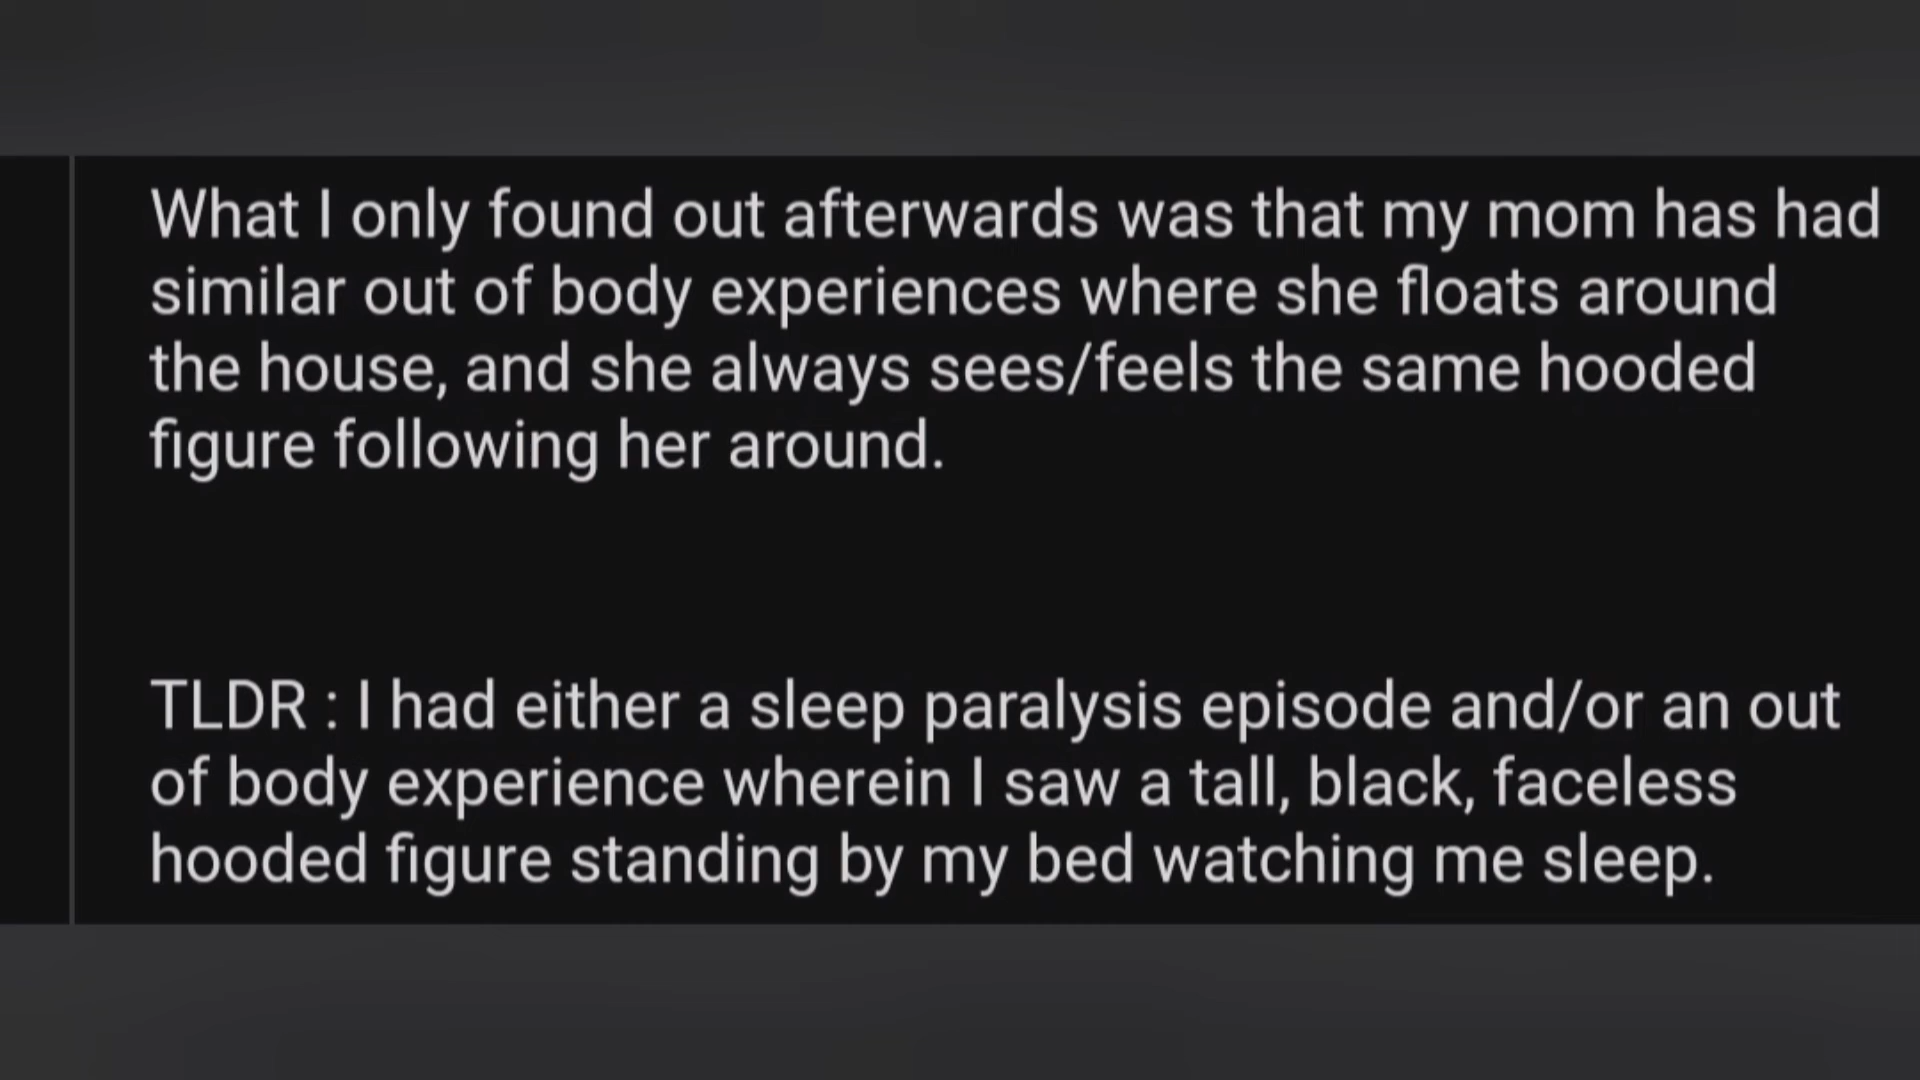 What I only found out afterwards was that my mom has had
similar out of body experiences where she floats around
the house, and she always sees/feels the same hooded
figure following her around.
TLDR : I had either a sleep paralysis episode and/or an out
of body experience wherein I saw a tall, black, faceless
hooded figure standing by my bed watching me sleep.